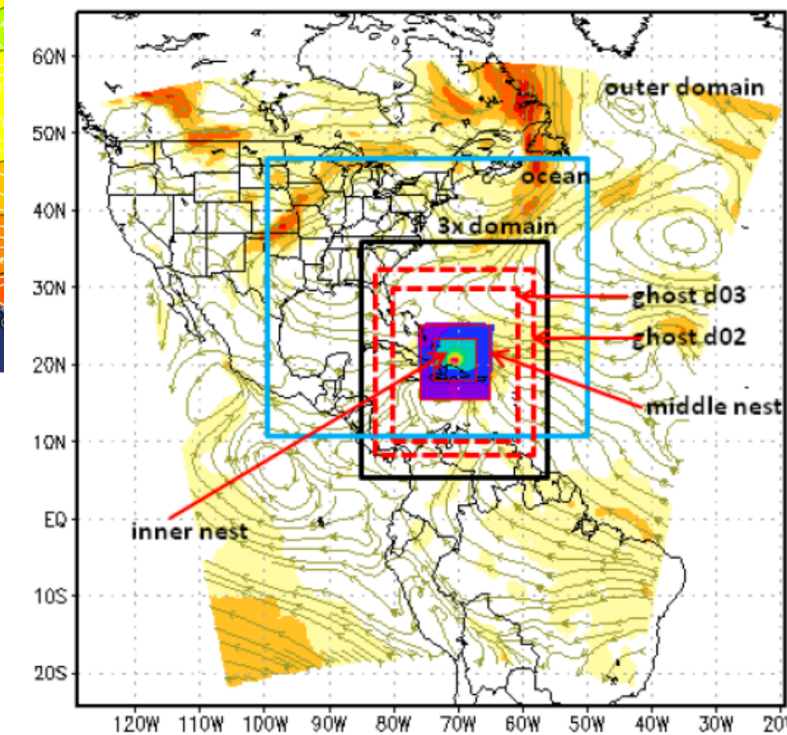 60N
outer domain
50N
ocean
40N
3x domain
30N
ghost d03
ghost d02
20N
middle nest
10N
EQ
inner nest
10S
20S
120W 110W 100W 90W 80W 70W 60W 50W 40W 20W